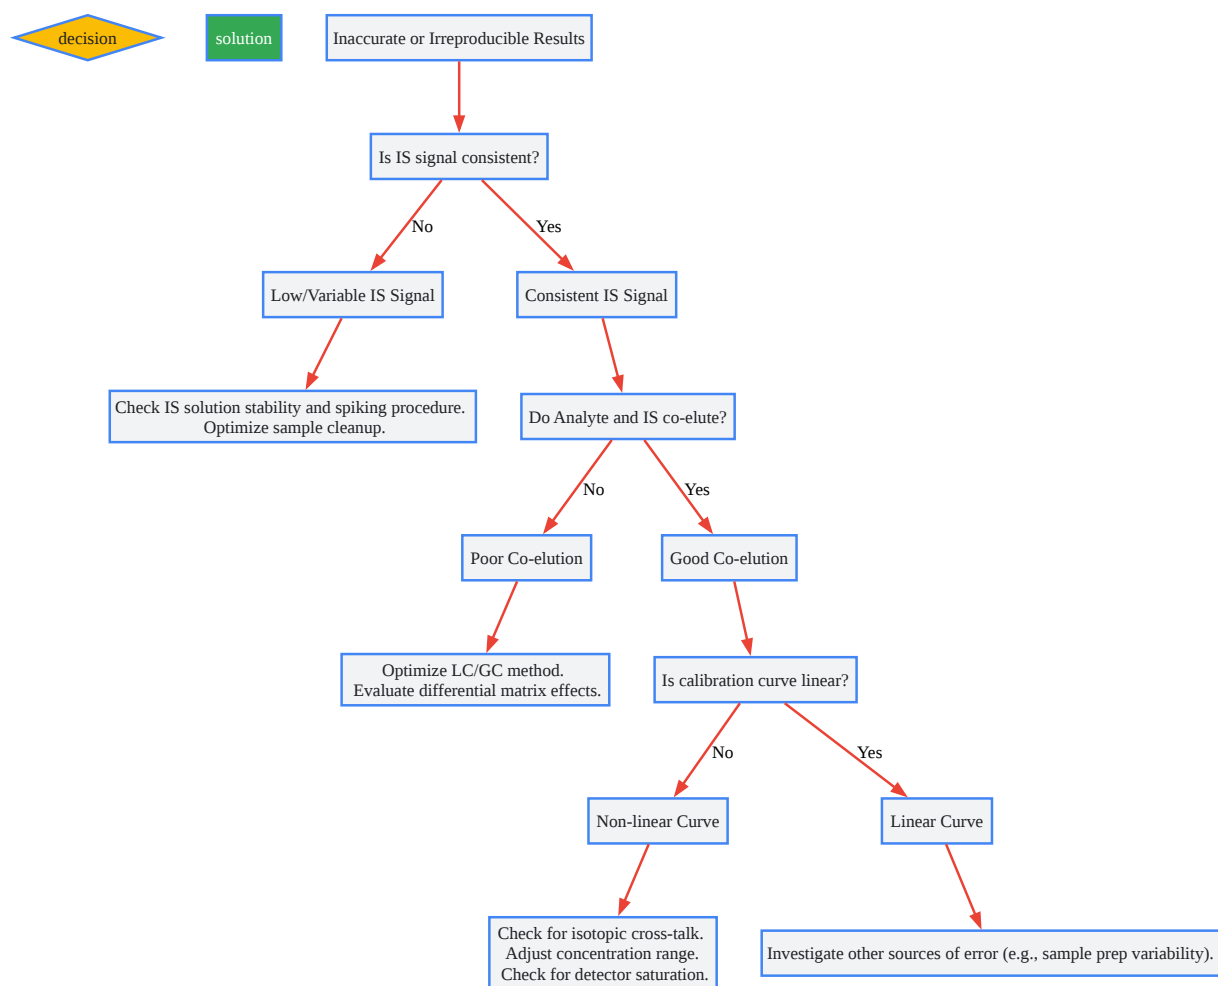 decision
solution
Inaccurate or Irreproducible Results
Is IS signal consistent?
No
Yes
Low/Variable IS Signal
Consistent IS Signal
Check IS solution stability and spiking procedure.
Optimize sample cleanup.
Do Analyte and IS co-elute?
No
Yes
Poor Co-elution
Good Co-elution
Optimize LC/GC method.
Evaluate differential matrix effects.
Is calibration curve linear?
No
Yes
Non-linear Curve
Linear Curve
Check for isotopic cross-talk.
Adjust concentration range.
Check for detector saturation.
Investigate other sources of error (e.g., sample prep variability).